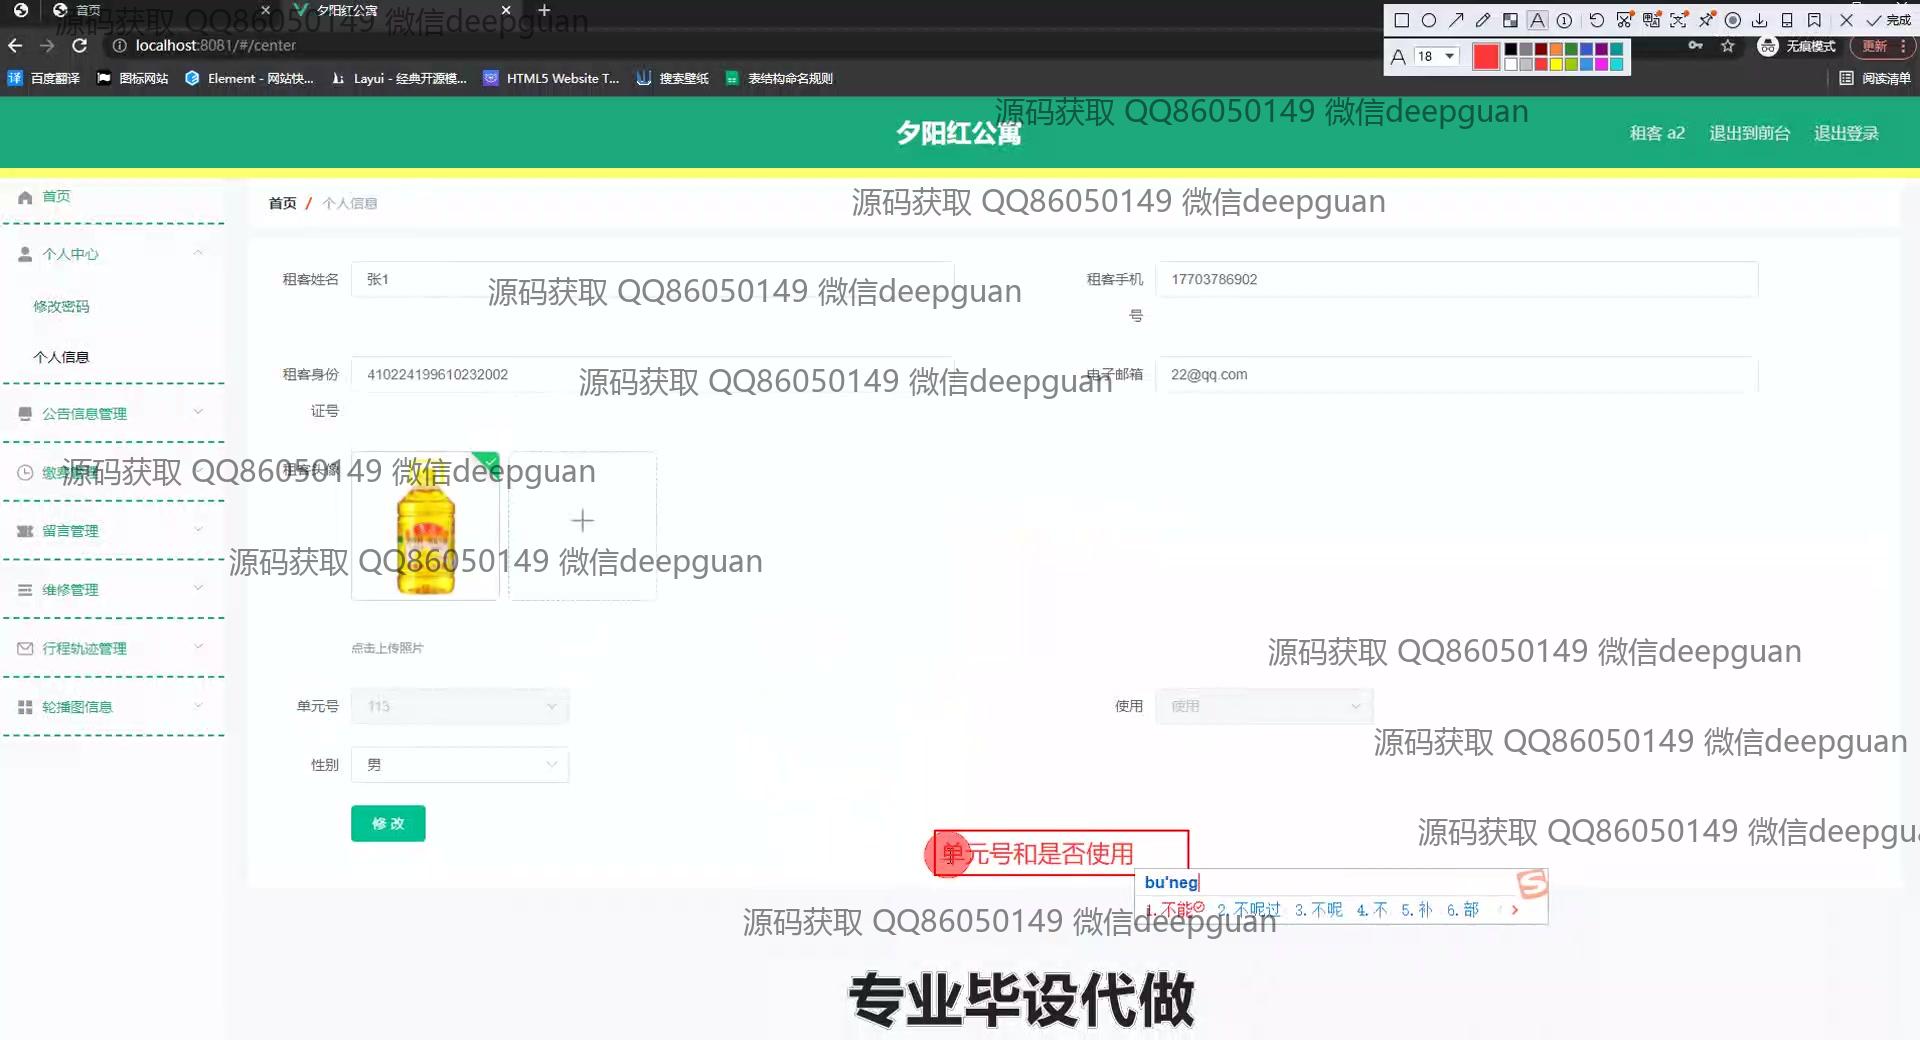 首页
夕阳红公寓
源码获取 QQ86050149 微信deepguan
18
完成
localhost:8081/#/center
无痕模式
更新
百度翻译
图标网站
Element - 网站快...
Layui - 经典开源模...
HTML5 Website T...
搜索壁纸
表结构命名规则
阅读清单
源码获取 QQ86050149 微信deepguan
夕阳红公寓
租客 a2
退出到前台
退出登录
首页
首页 / 个人信息
源码获取 QQ86050149 微信deepguan
个人中心
租客姓名
张1
源码获取 QQ86050149 微信deepguan
租客手机号
17703786902
修改密码
个人信息
租客身份证号
410224199610232002
源码获取 QQ86050149 微信deepguan
电子邮箱
22@qq.com
公告信息管理
源码获取 QQ86050149 微信deepguan
租客头像
留言管理
源码获取 QQ86050149 微信deepguan
维修管理
行程轨迹管理
点击上传照片
源码获取 QQ86050149 微信deepguan
轮播图信息
单元号
113
使用
使用
源码获取 QQ86050149 微信deepguan
性别
男
修改
源码获取 QQ86050149 微信deepgu
单元号和是否使用
bu'neg
1.不能 2.不呢过 3.不呢 4.不 5.补 6.部
源码获取 QQ86050149 微信deepguan
专业毕设代做